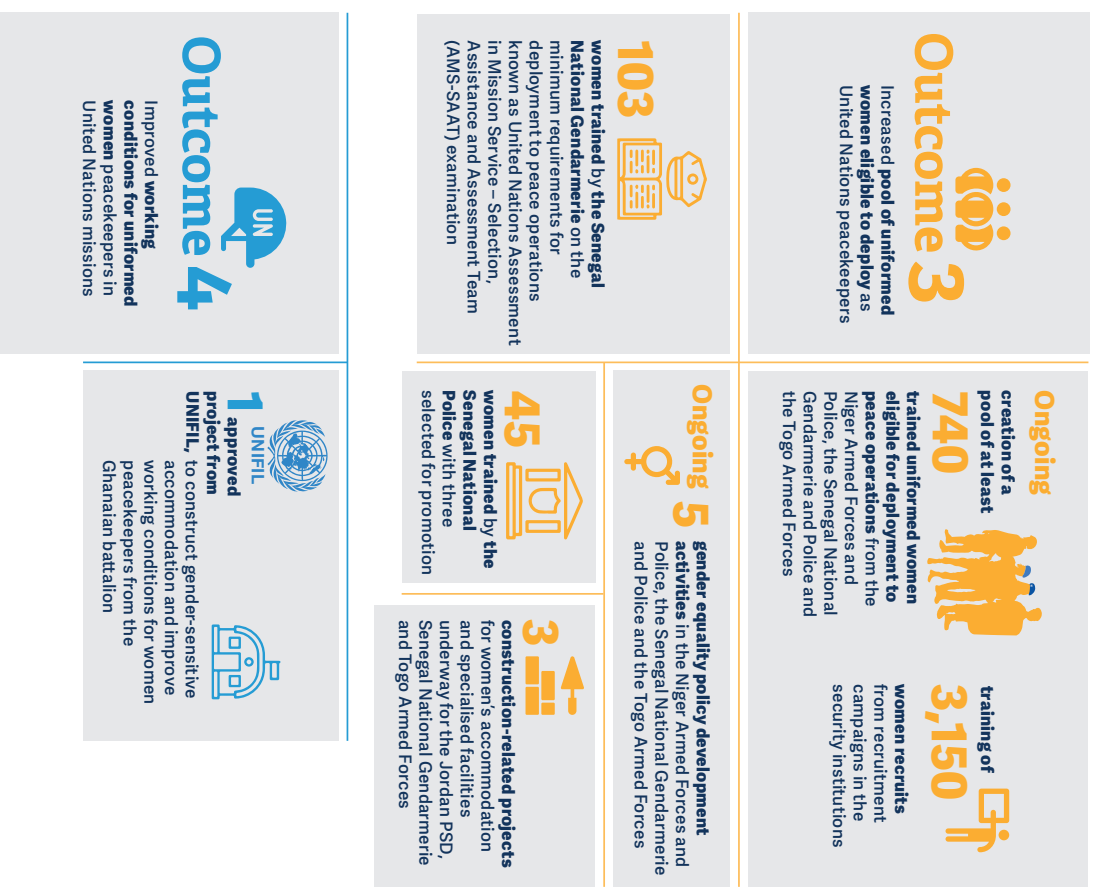 Outcome 3
Increased pool of uniformed
women eligible to deploy as
United Nations peacekeepers
Ongoing
creation of a
pool of at least
740
trained uniformed women
eligible for deployment to
peace operations from the
Niger Armed Forces and
Police, the Senegal National
Gendarmerie and Police and
the Togo Armed Forces
training of
3,150
women recruits
from recruitment
campaigns in the
security institutions
103
women trained by the Senegal
National Gendarmerie on the
minimum requirements for
deployment to peace operations
known as United Nations Assessment
in Mission Service – Selection,
Assistance and Assessment Team
(AMS-SAAT) examination
Ongoing 5
gender equality policy development
activities in the Niger Armed Forces and
Police, the Senegal National Gendarmerie
and Police and the Togo Armed Forces
45
women trained by the
Senegal National
Police with three
selected for promotion
3
construction-related projects
for women's accommodation
and specialised facilities
underway for the Jordan PSD,
Senegal National Gendarmerie
and Togo Armed Forces
UN
Outcome 4
Improved working
conditions for uniformed
women peacekeepers in
United Nations missions
UNIFIL
1 approved
project from
UNIFIL, to construct gender-sensitive
accommodation and improve
working conditions for women
peacekeepers from the
Ghanaian battalion